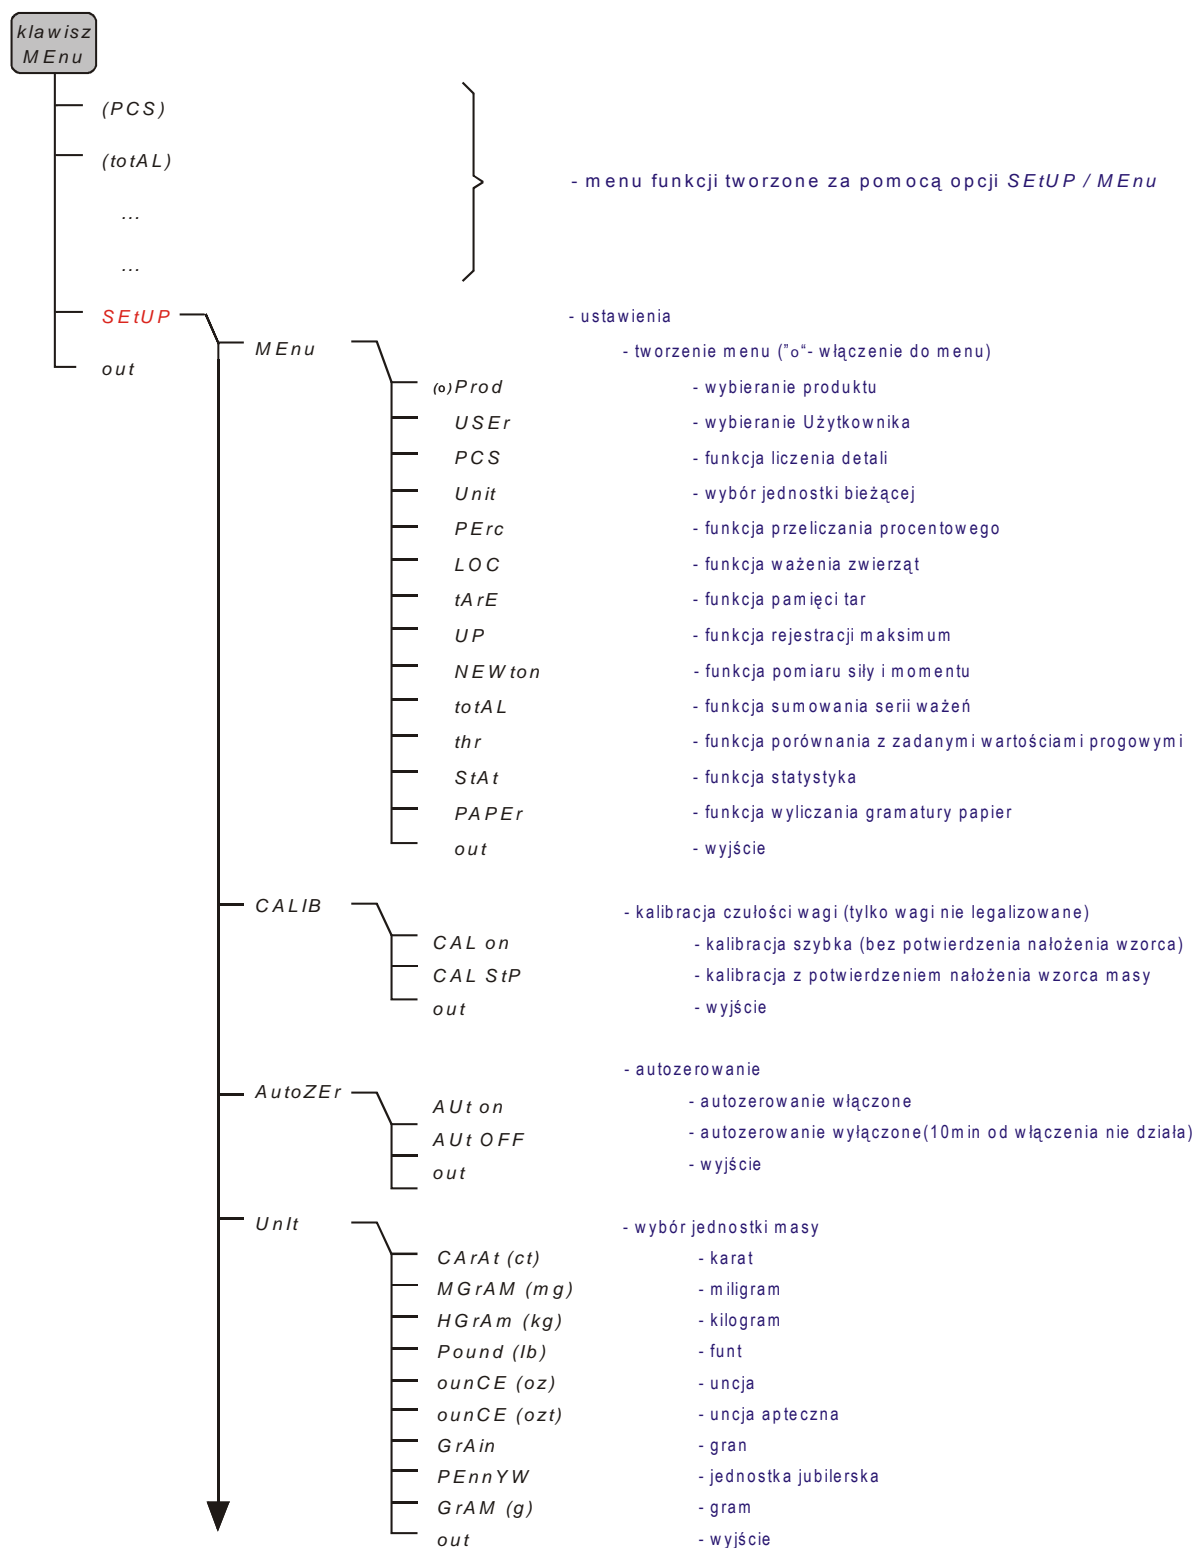 klawisz
MEnu
(PCS)
(totAL)
- menu funkcji tworzone za pomocą opcji SEtUP / MEnu
...
...
SEtUP - ustawienia
MEnu - tworzenie menu ("o"- włączenie do menu)
out
(o) Prod - wybieranie produktu
USEr - wybieranie Użytkownika
PCS - funkcja liczenia detali
Unit - wybór jednostki bieżącej
PErc - funkcja przeliczania procentowego
LOC - funkcja ważenia zwierząt
tArE - funkcja pamięci tar
UP - funkcja rejestracji maksimum
NEWton - funkcja pomiaru siły i momentu
totAL - funkcja sumowania serii ważeń
thr - funkcja porównania z zadanymi wartościami progowymi
StAt - funkcja statystyka
PAPEr - funkcja wyliczania gramatury papier
out - wyjście
CALIB - kalibracja czułości wagi (tylko wagi nie legalizowane)
CAL on - kalibracja szybka (bez potwierdzenia nałożenia wzorca)
CAL StP - kalibracja z potwierdzeniem nałożenia wzorca masy
out - wyjście
AutoZEr - autozerowanie
AUt on - autozerowanie włączone
AUt OFF - autozerowanie wyłączone(10min od włączenia nie działa)
out - wyjście
UnIt - wybór jednostki masy
CArAt (ct) - karat
MGrAM (mg) - miligram
HGrAm (kg) - kilogram
Pound (lb) - funt
ounCE (oz) - uncja
ounCE (ozt) - uncja apteczna
GrAin - gran
PEnnYW - jednostka jubilerska
GrAM (g) - gram
out - wyjście